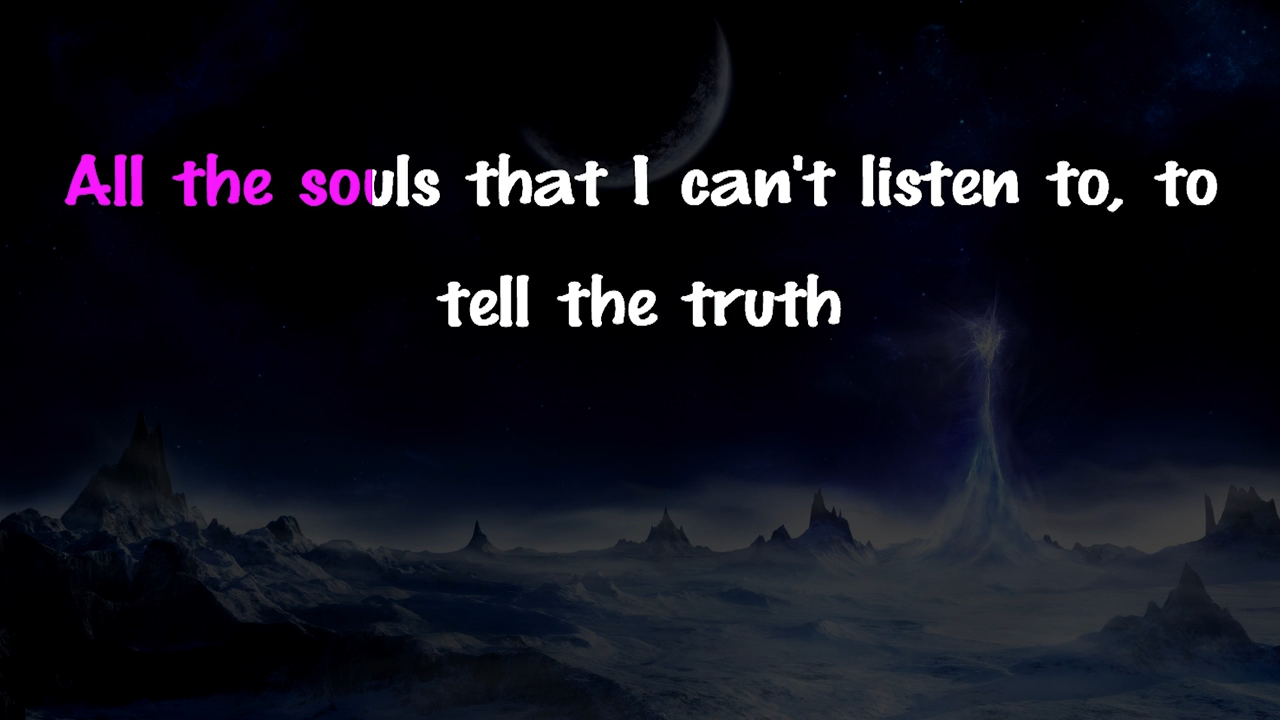 All the souls that I can't listen to, to
tell the truth